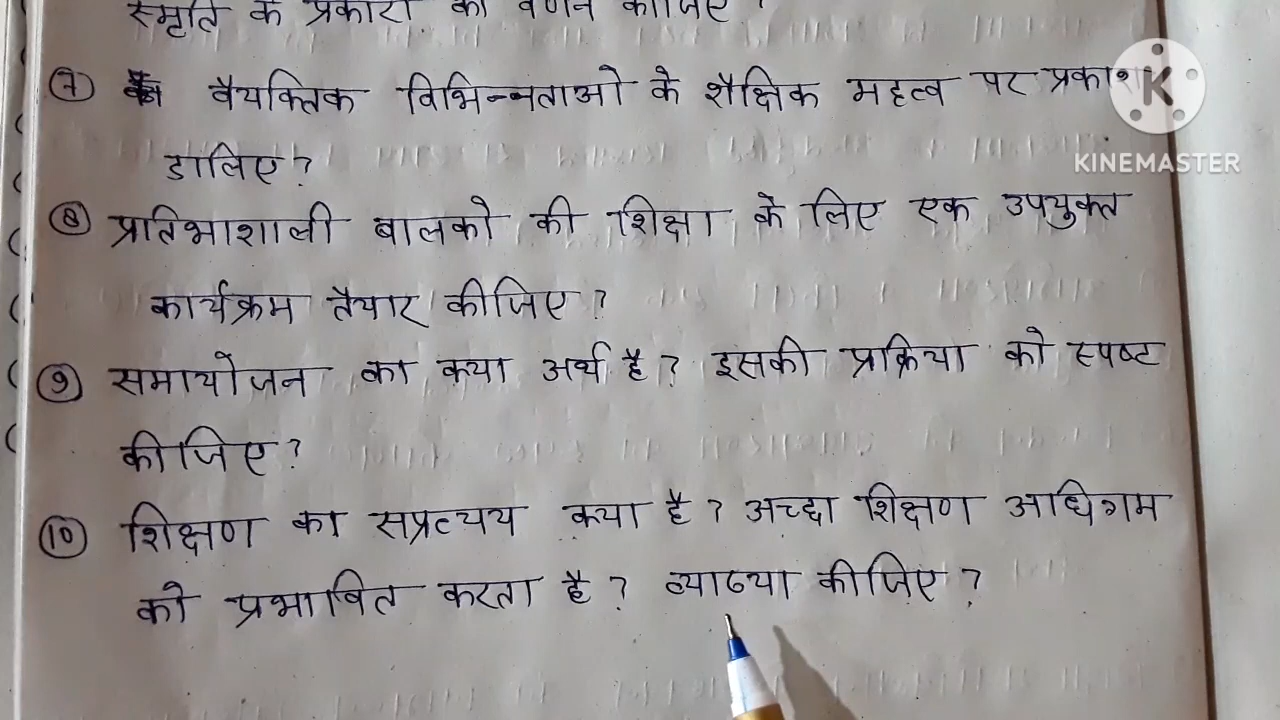 स्मृति के प्रकारो का वर्णन कीजिए ?
⑦ वैयक्तिक विभिन्नताओ के शैक्षिक महत्व पर प्रकाश
डालिए ?
⑧ प्रतिभाशाली बालको की शिक्षा के लिए एक उपयुक्त
कार्यक्रम तैयार कीजिए ?
⑨ समायोजन का क्या अर्थ है ? इसकी प्रक्रिया को स्पष्ट
कीजिए ?
⑩ शिक्षण का सप्रत्यय क्या है ? अच्छा शिक्षण अधिगम
को प्रभावित करता है ? व्याख्या कीजिए ?
K
KINEMASTER